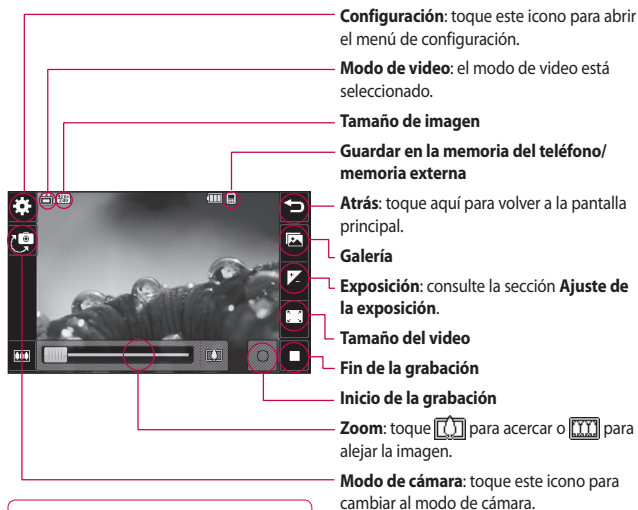 Configuración: toque este icono para abrir
el menú de configuración.
Modo de video: el modo de video está
seleccionado.
Tamaño de imagen
Guardar en la memoria del teléfono/
memoria externa
Atrás: toque aquí para volver a la pantalla
principal.
Galería
Exposición: consulte la sección Ajuste de
la exposición.
Tamaño del video
Fin de la grabación
Inicio de la grabación
Zoom: toque para acercar o para
alejar la imagen.
Modo de cámara: toque este icono para
cambiar al modo de cámara.